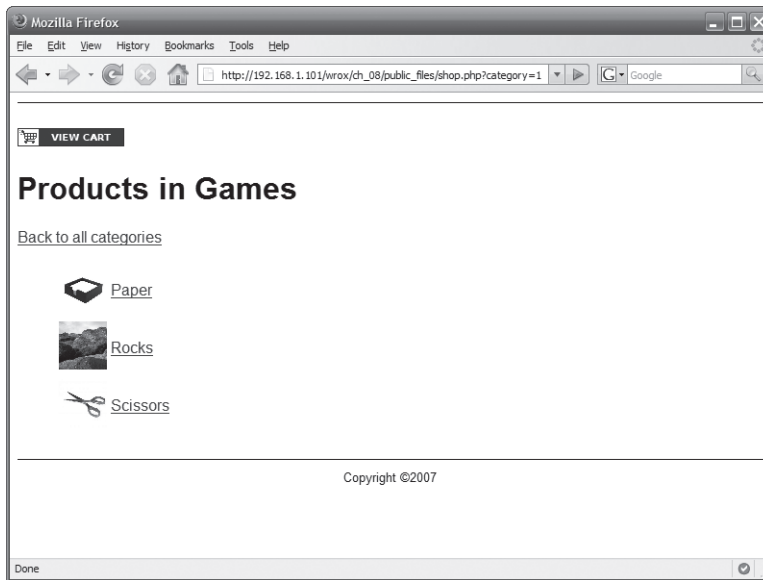 Mozilla Firefox
File Edit View History Bookmarks Tools Help
http://192.168.1.101/wrox/ch_08/public_files/shop.php?category=1 G Google
VIEW CART
Products in Games
Back to all categories
Paper
Rocks
Scissors
Copyright ©2007
Done